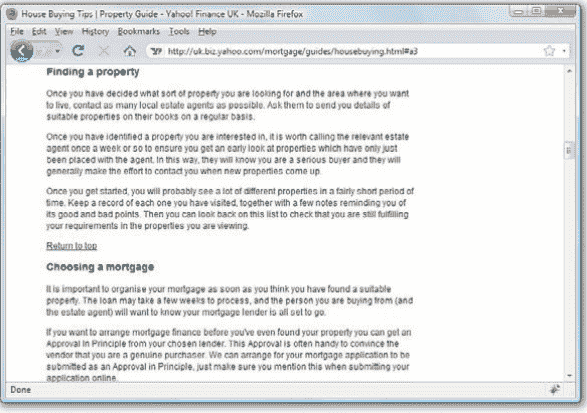 House Buying Tips | Property Guide - Yahoo! Finance UK - Mozilla Firefox
File Edit View History Bookmarks Tools Help
http://uk.biz.yahoo.com/mortgage/guides/housebuying.html#a3
Finding a property
Once you have decided what sort of property you are looking for and the area where you want
to live, contact as many local estate agents as possible. Ask them to send you details of
suitable properties on their books on a regular basis.
Once you have identified a property you are interested in, it is worth calling the relevant estate
agent once a week or so to ensure you get an early look at properties which have only just
been placed with the agent. In this way, they will know you are a serious buyer and they will
generally make the effort to contact you when new properties come up.
Once you get started, you will probably see a lot of different properties in a fairly short period of
time. Keep a record of each one you have visited, together with a few notes reminding you of
its good and bad points. Then you can look back on this list to check that you are still fulfilling
your requirements in the properties you are viewing.
Return to top
Choosing a mortgage
It is important to organise your mortgage as soon as you think you have found a suitable
property. The loan may take a few weeks to process, and the person you are buying from (and
the estate agent) will want to know your mortgage lender is all set to go.
If you want to arrange mortgage finance before you've even found your property you can get an
Approval In Principle from your chosen lender. This Approval is often handy to convince the
vendor that you are a genuine purchaser. We can arrange for your mortgage application to be
submitted as an Approval in Principle, just make sure you mention this when submitting your
application online.
Done